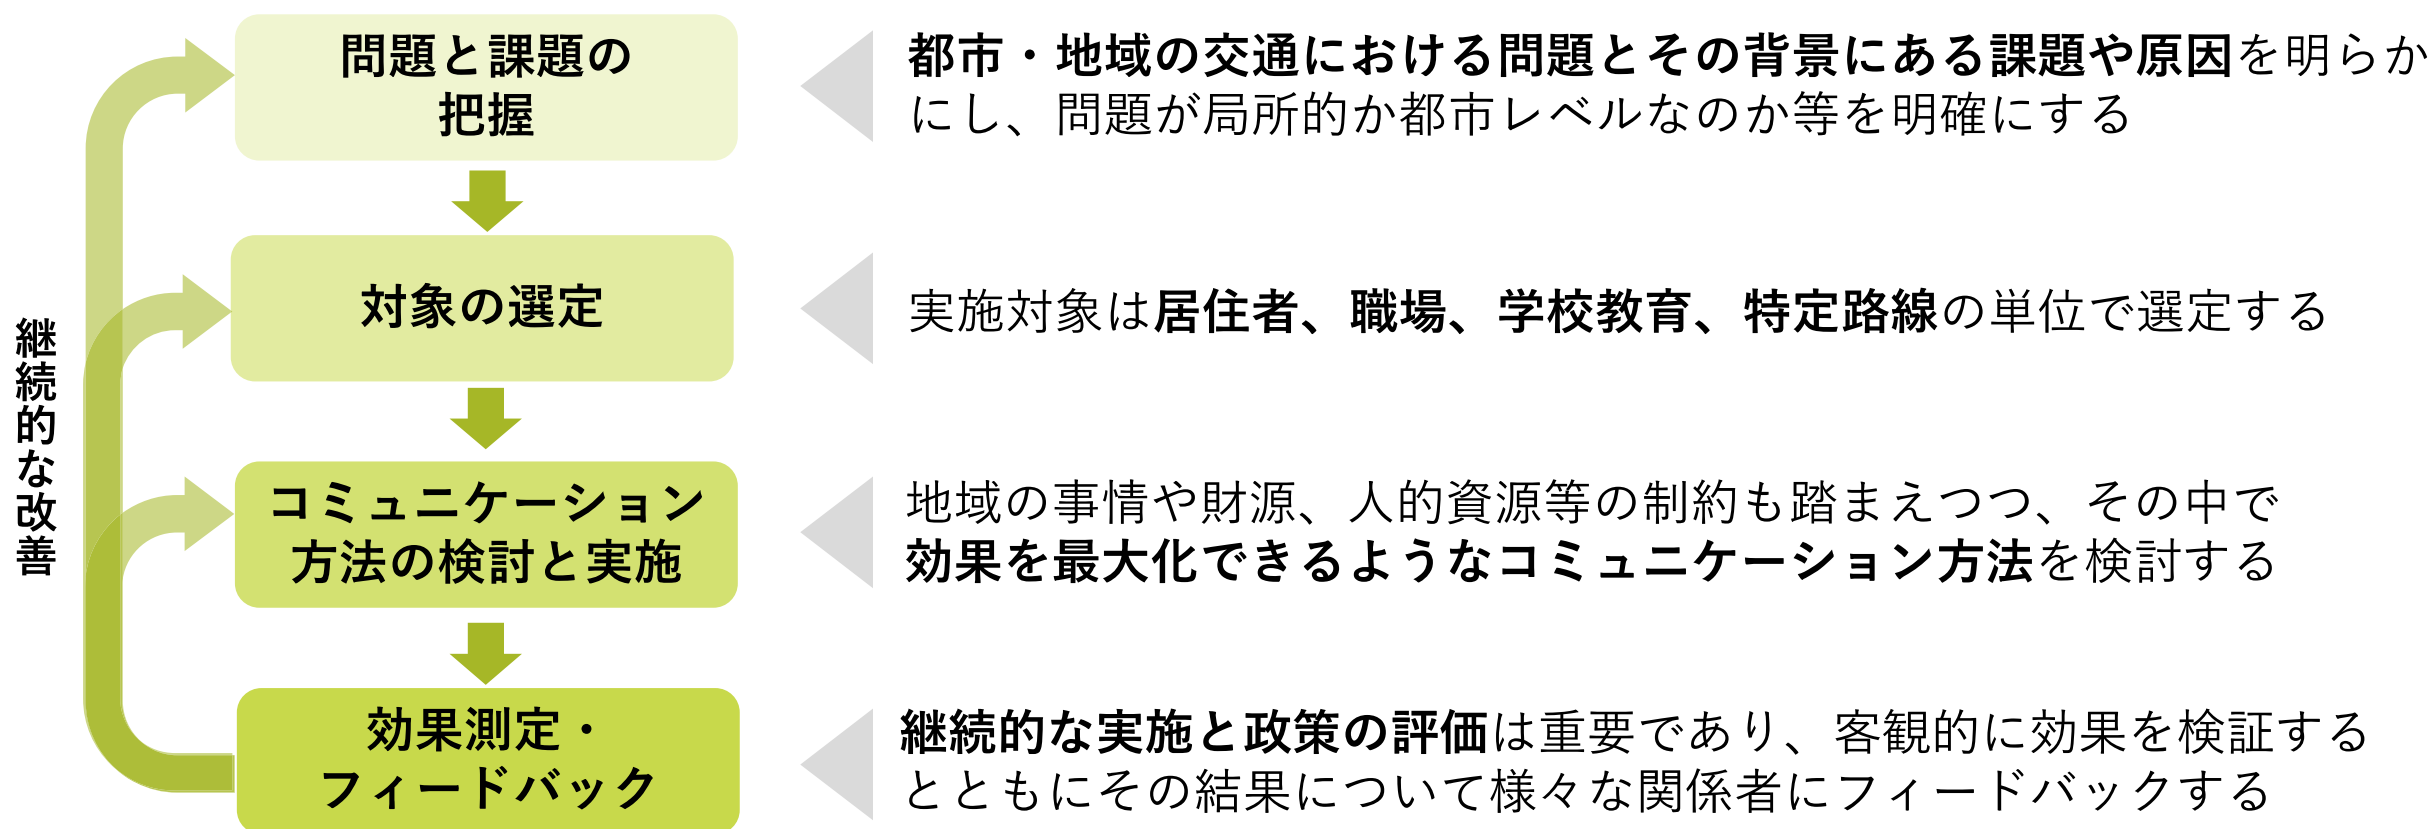 問題と課題の
把握
都市・地域の交通における問題とその背景にある課題や原因を明らか
にし、問題が局所的か都市レベルなのか等を明確にする
対象の選定
実施対象は居住者、職場、学校教育、特定路線の単位で選定する
継続的な改善
コミュニケーション
方法の検討と実施
地域の事情や財源、人的資源等の制約も踏まえつつ、その中で
効果を最大化できるようなコミュニケーション方法を検討する
効果測定・
フィードバック
継続的な実施と政策の評価は重要であり、客観的に効果を検証する
とともにその結果について様々な関係者にフィードバックする